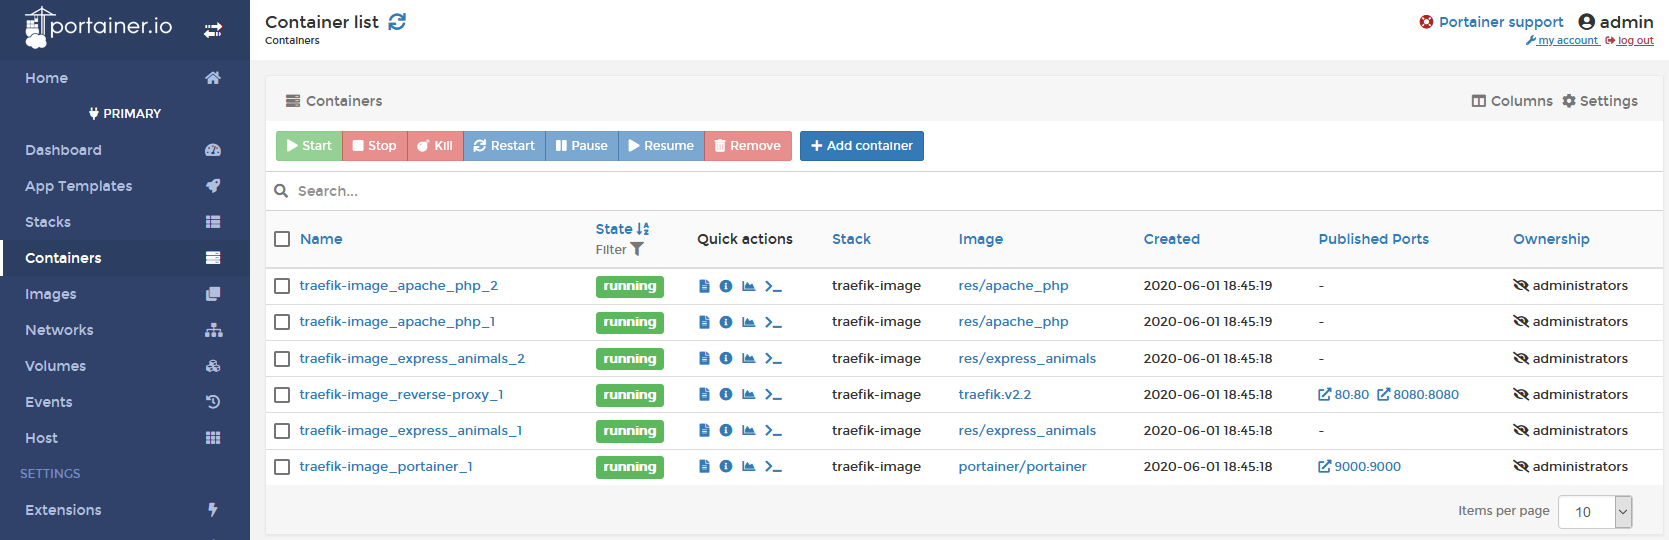 portainer.io
Home
PRIMARY
Dashboard
App Templates
Stacks
Containers
Images
Networks
Volumes
Events
Host
SETTINGS
Extensions
Container list
Containers
Portainer support admin
my account log out
Containers
Columns Settings
Start Stop Kill Restart Pause Resume Remove Add container
Search...
Name State Filter Quick actions Stack Image Created Published Ports Ownership
traefik-image_apache_php_2 running traefik-image res/apache_php 2020-06-01 18:45:19 - administrators
traefik-image_apache_php_1 running traefik-image res/apache_php 2020-06-01 18:45:19 - administrators
traefik-image_express_animals_2 running traefik-image res/express_animals 2020-06-01 18:45:18 - administrators
traefik-image_reverse-proxy_1 running traefik-image traefik:v2.2 2020-06-01 18:45:18 80:80 8080:8080 administrators
traefik-image_express_animals_1 running traefik-image res/express_animals 2020-06-01 18:45:18 - administrators
traefik-image_portainer_1 running traefik-image portainer/portainer 2020-06-01 18:45:18 9000:9000 administrators
Items per page 10